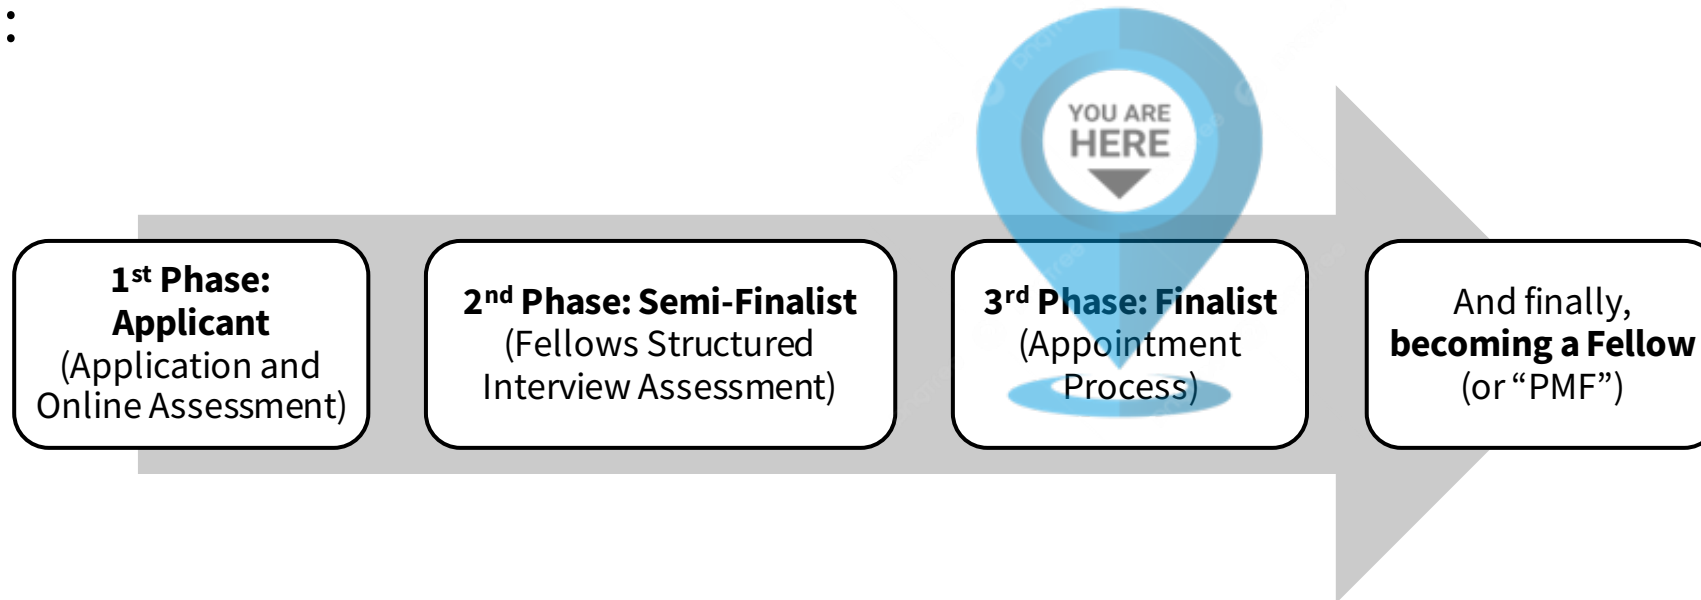 :
YOU ARE
HERE
1st Phase:
Applicant
(Application and
Online Assessment)
2nd Phase: Semi-Finalist
(Fellows Structured
Interview Assessment)
3rd Phase: Finalist
(Appointment
Process)
And finally,
becoming a Fellow
(or “PMF”)